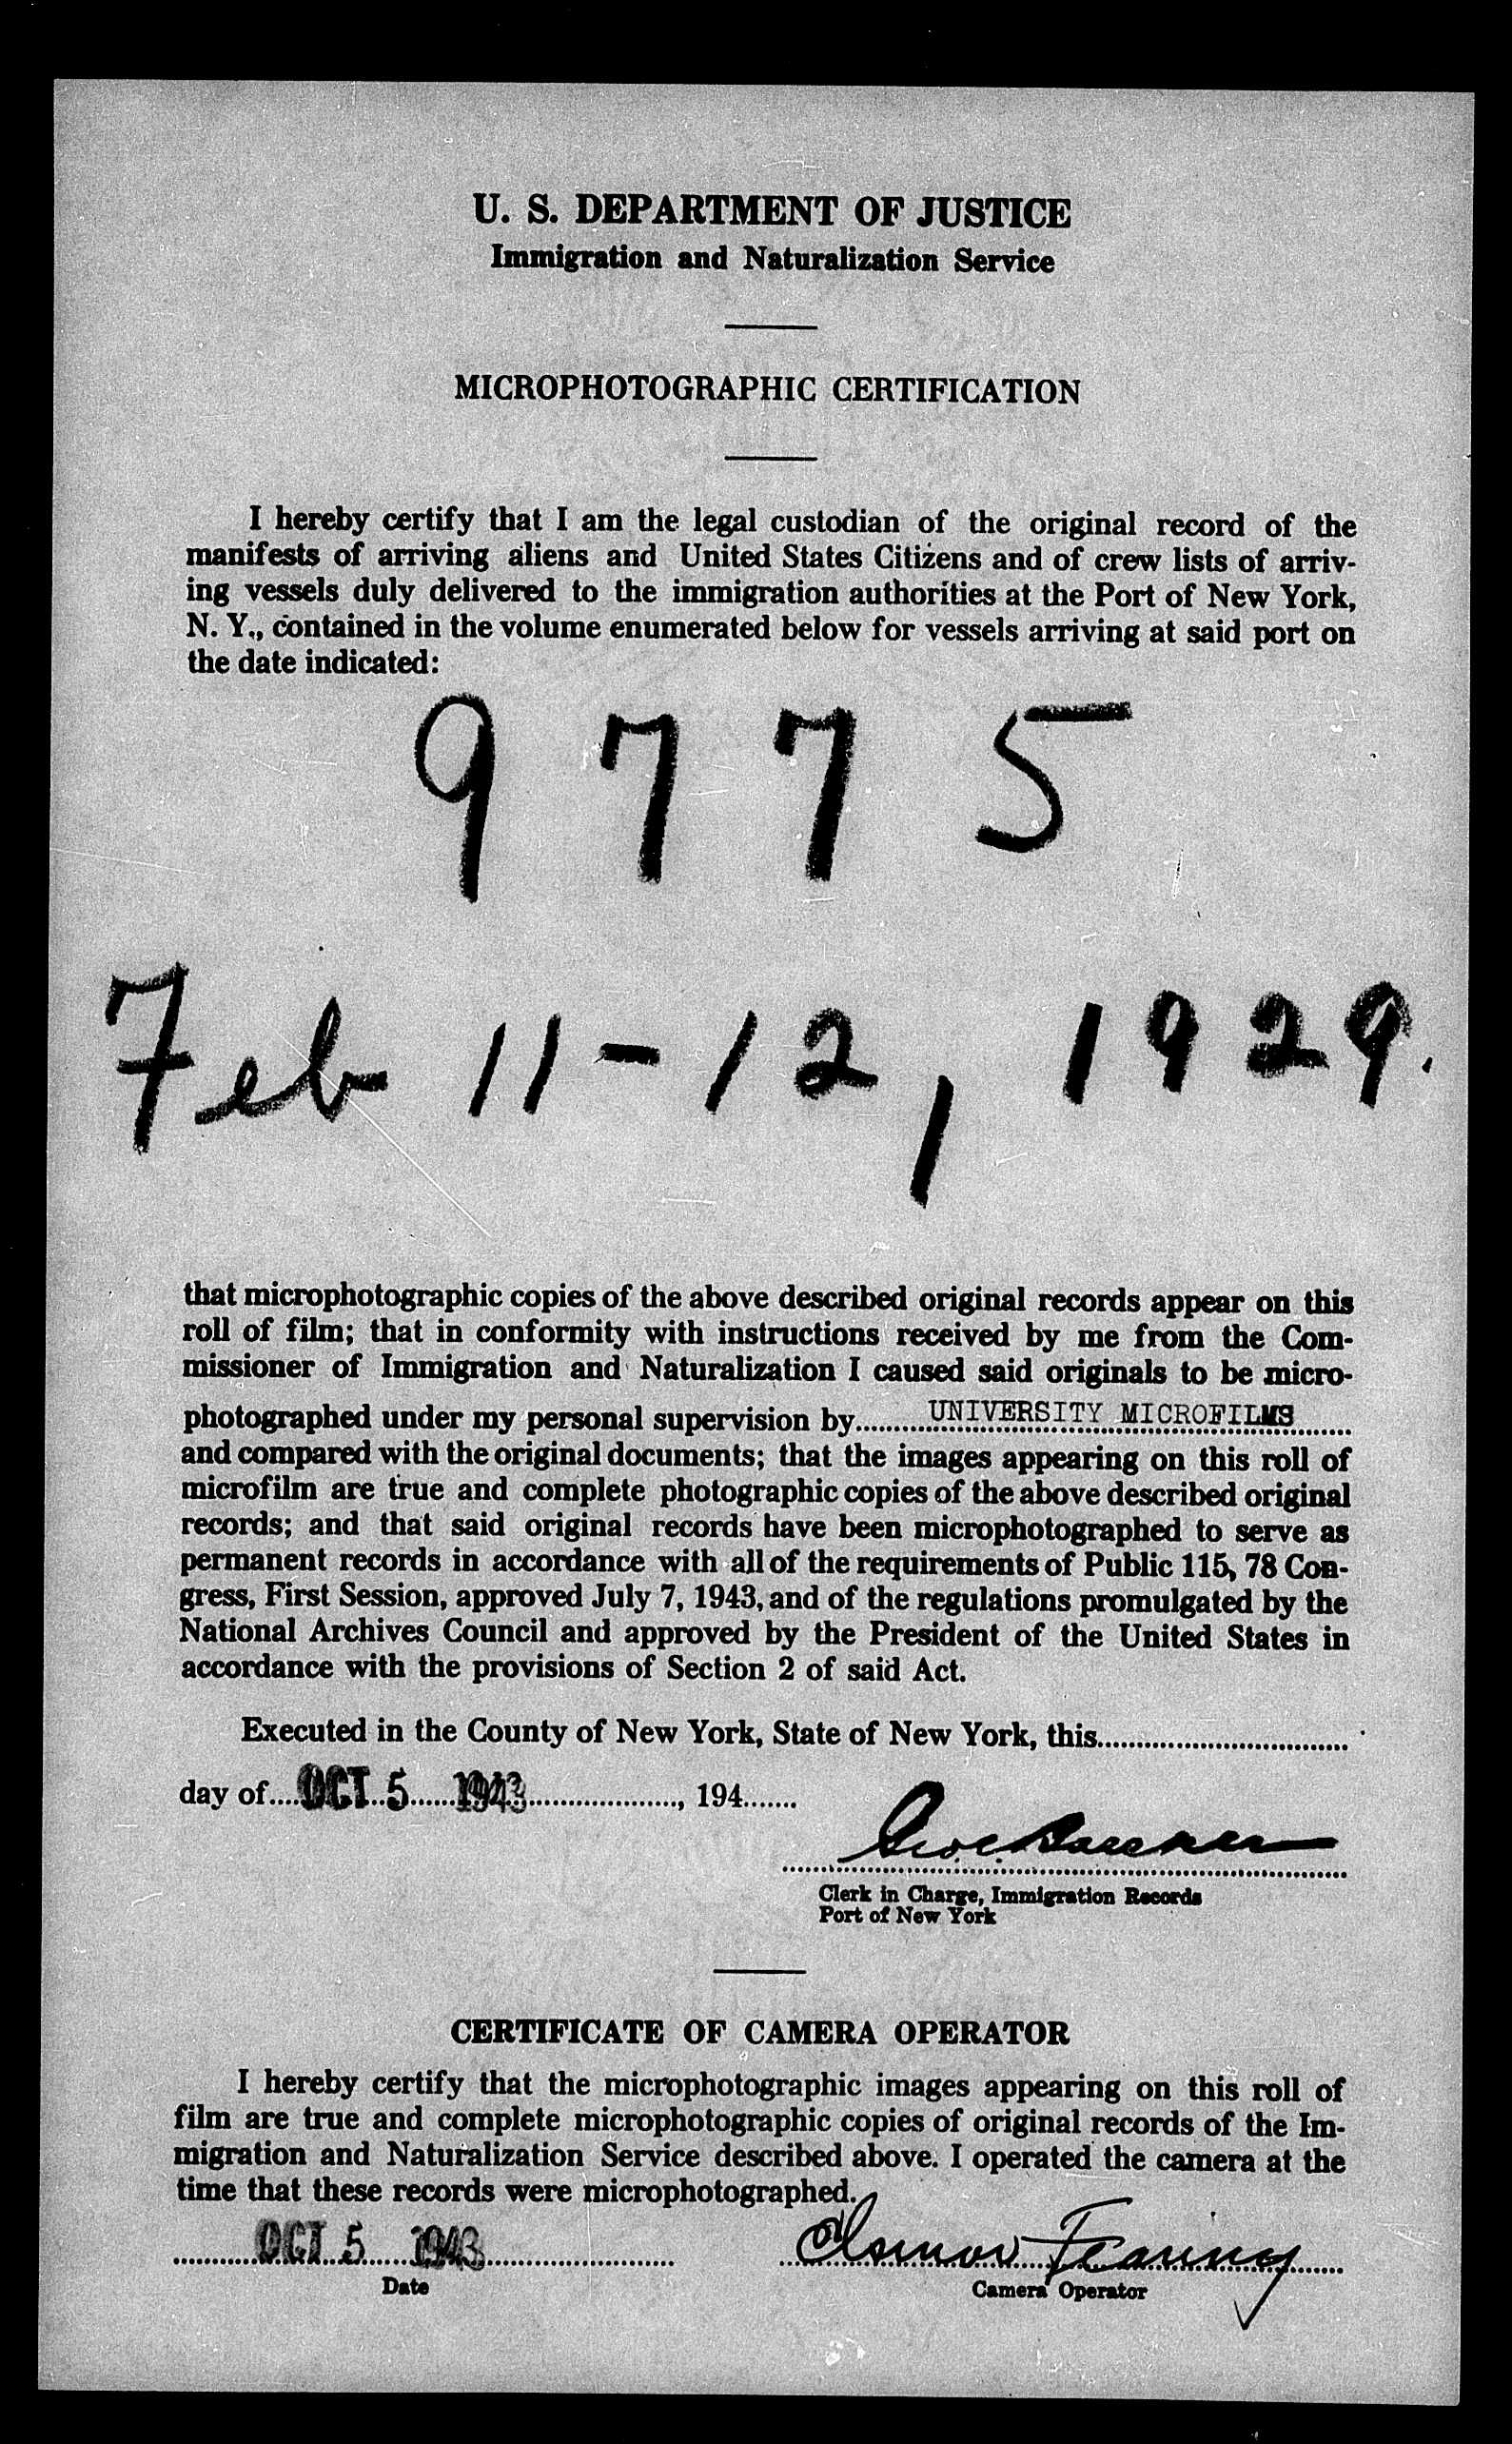 U. S. DEPARTMENT OF JUSTICE
Immigration and Naturalization Service
MICROPHOTOGRAPHIC CERTIFICATION
I hereby certify that I am the legal custodian of the original record of the
manifests of arriving aliens and United States Citizens and of crew lists of arriv-
ing vessels duly delivered to the immigration authorities at the Port of New York,
N. Y., contained in the volume enumerated below for vessels arriving at said port on
the date indicated:
9775
Feb 11-12, 1929.
that microphotographic copies of the above described original records appear on this
roll of film; that in conformity with instructions received by me from the Com-
missioner of Immigration and Naturalization I caused said originals to be micro-
photographed under my personal supervision by UNIVERSITY MICROFILMS
and compared with the original documents; that the images appearing on this roll of
microfilm are true and complete photographic copies of the above described original
records; and that said original records have been microphotographed to serve as
permanent records in accordance with all of the requirements of Public 115, 78 Con-
gress, First Session, approved July 7, 1943, and of the regulations promulgated by the
National Archives Council and approved by the President of the United States in
accordance with the provisions of Section 2 of said Act.
Executed in the County of New York, State of New York, this
day of OCT 5 1943, 194
Clerk in Charge, Immigration Records
Port of New York
CERTIFICATE OF CAMERA OPERATOR
I hereby certify that the microphotographic images appearing on this roll of
film are true and complete microphotographic copies of original records of the Im-
migration and Naturalization Service described above. I operated the camera at the
time that these records were microphotographed.
OCT 5 1943 Fearing
Date Camera Operator